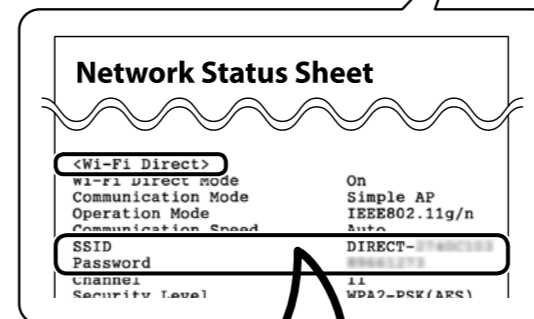 Network Status Sheet
<Wi-Fi Direct>
Wi-Fi Direct Mode On
Communication Mode Simple AP
Operation Mode IEEE802.11g/n
Communication Speed Auto
SSID DIRECT-
Password
Channel 11
Security Level WPA2-PSK(AES)